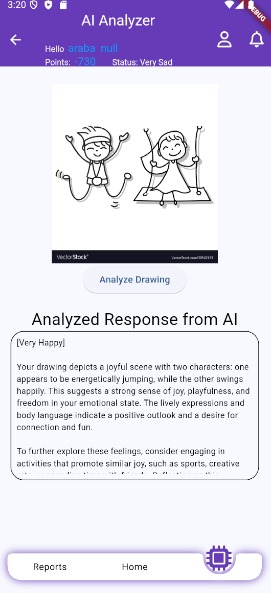 3:20
DEBUG
AI Analyzer
Hello araba null
Points: -730 Status: Very Sad
VectorStock®
Analyze Drawing
Analyzed Response from AI
[Very Happy]
Your drawing depicts a joyful scene with two characters: one
appears to be energetically jumping, while the other swings
happily. This suggests a strong sense of joy, playfulness, and
freedom in your emotional state. The lively expressions and
body language indicate a positive outlook and a desire for
connection and fun.
To further explore these feelings, consider engaging in
activities that promote similar joy, such as sports, creative
Reports Home